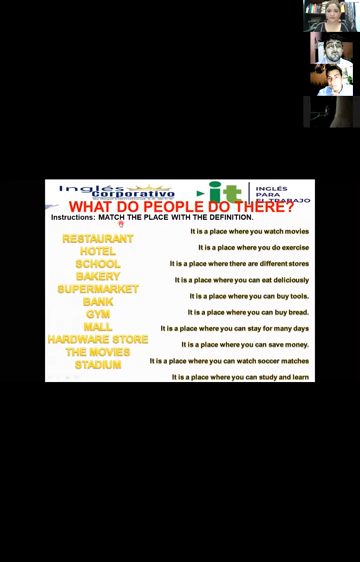 Inglés
Corporativo
it
INGLÉS
PARA
EL TRABAJO
WHAT DO PEOPLE DO THERE?
Instructions: MATCH THE PLACE WITH THE DEFINITION.
RESTAURANT
HOTEL
SCHOOL
BAKERY
SUPERMARKET
BANK
GYM
MALL
HARDWARE STORE
THE MOVIES
STADIUM
It is a place where you watch movies
It is a place where you do exercise
It is a place where there are different stores
It is a place where you can eat deliciously
It is a place where you can buy tools.
It is a place where you can buy bread.
It is a place where you can stay for many days
It is a place where you can save money.
It is a place where you can watch soccer matches
It is a place where you can study and learn